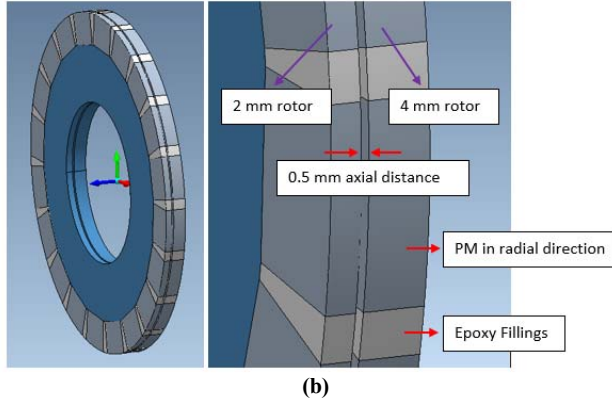 2 mm rotor
4 mm rotor
0.5 mm axial distance
PM in radial direction
Epoxy Fillings
(b)